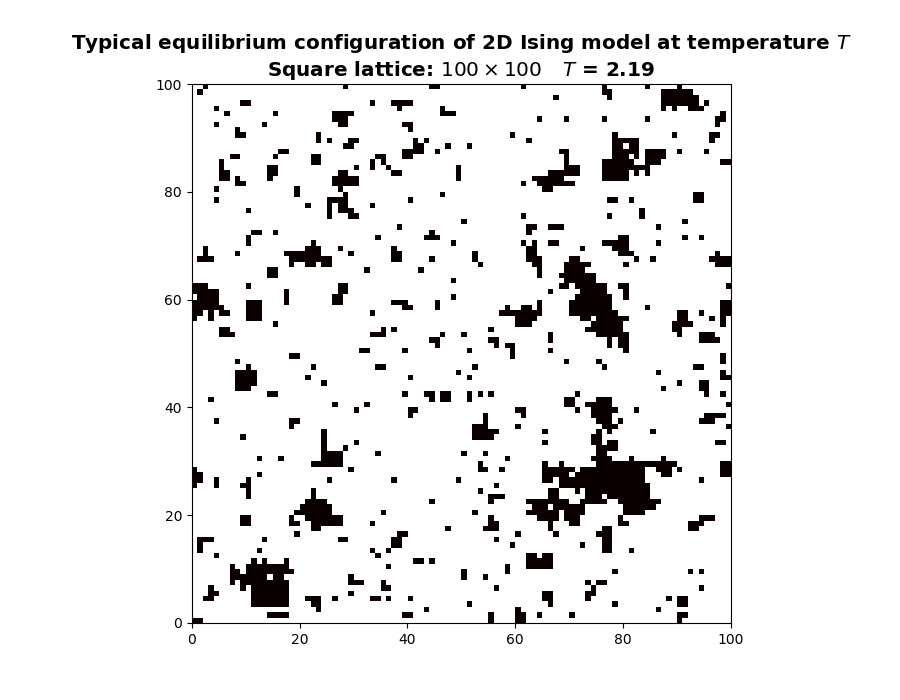 Typical equilibrium configuration of 2D Ising model at temperature T
Square lattice: 100 × 100 T = 2.19
100
80
60
40
20
0
0 20 40 60 80 100